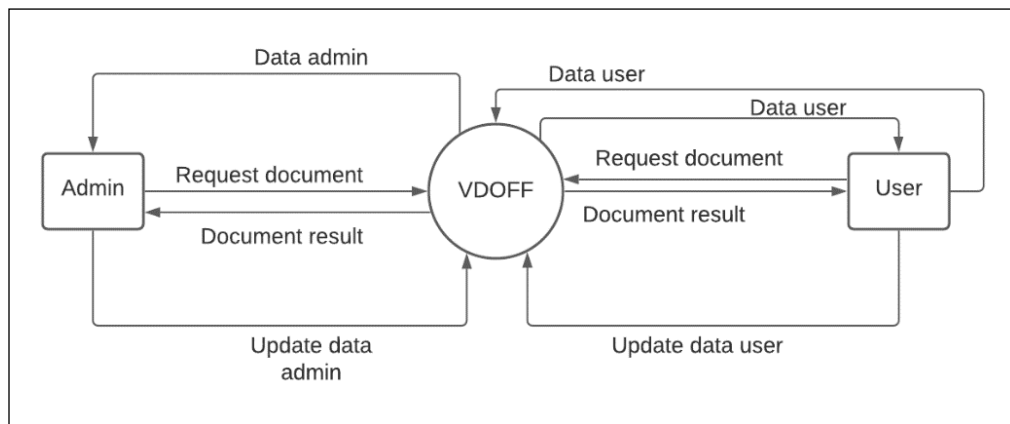 Data admin
Data user
Data user
Admin
Request document
Document result
VDOFF
Request document
Document result
User
Update data
admin
Update data user